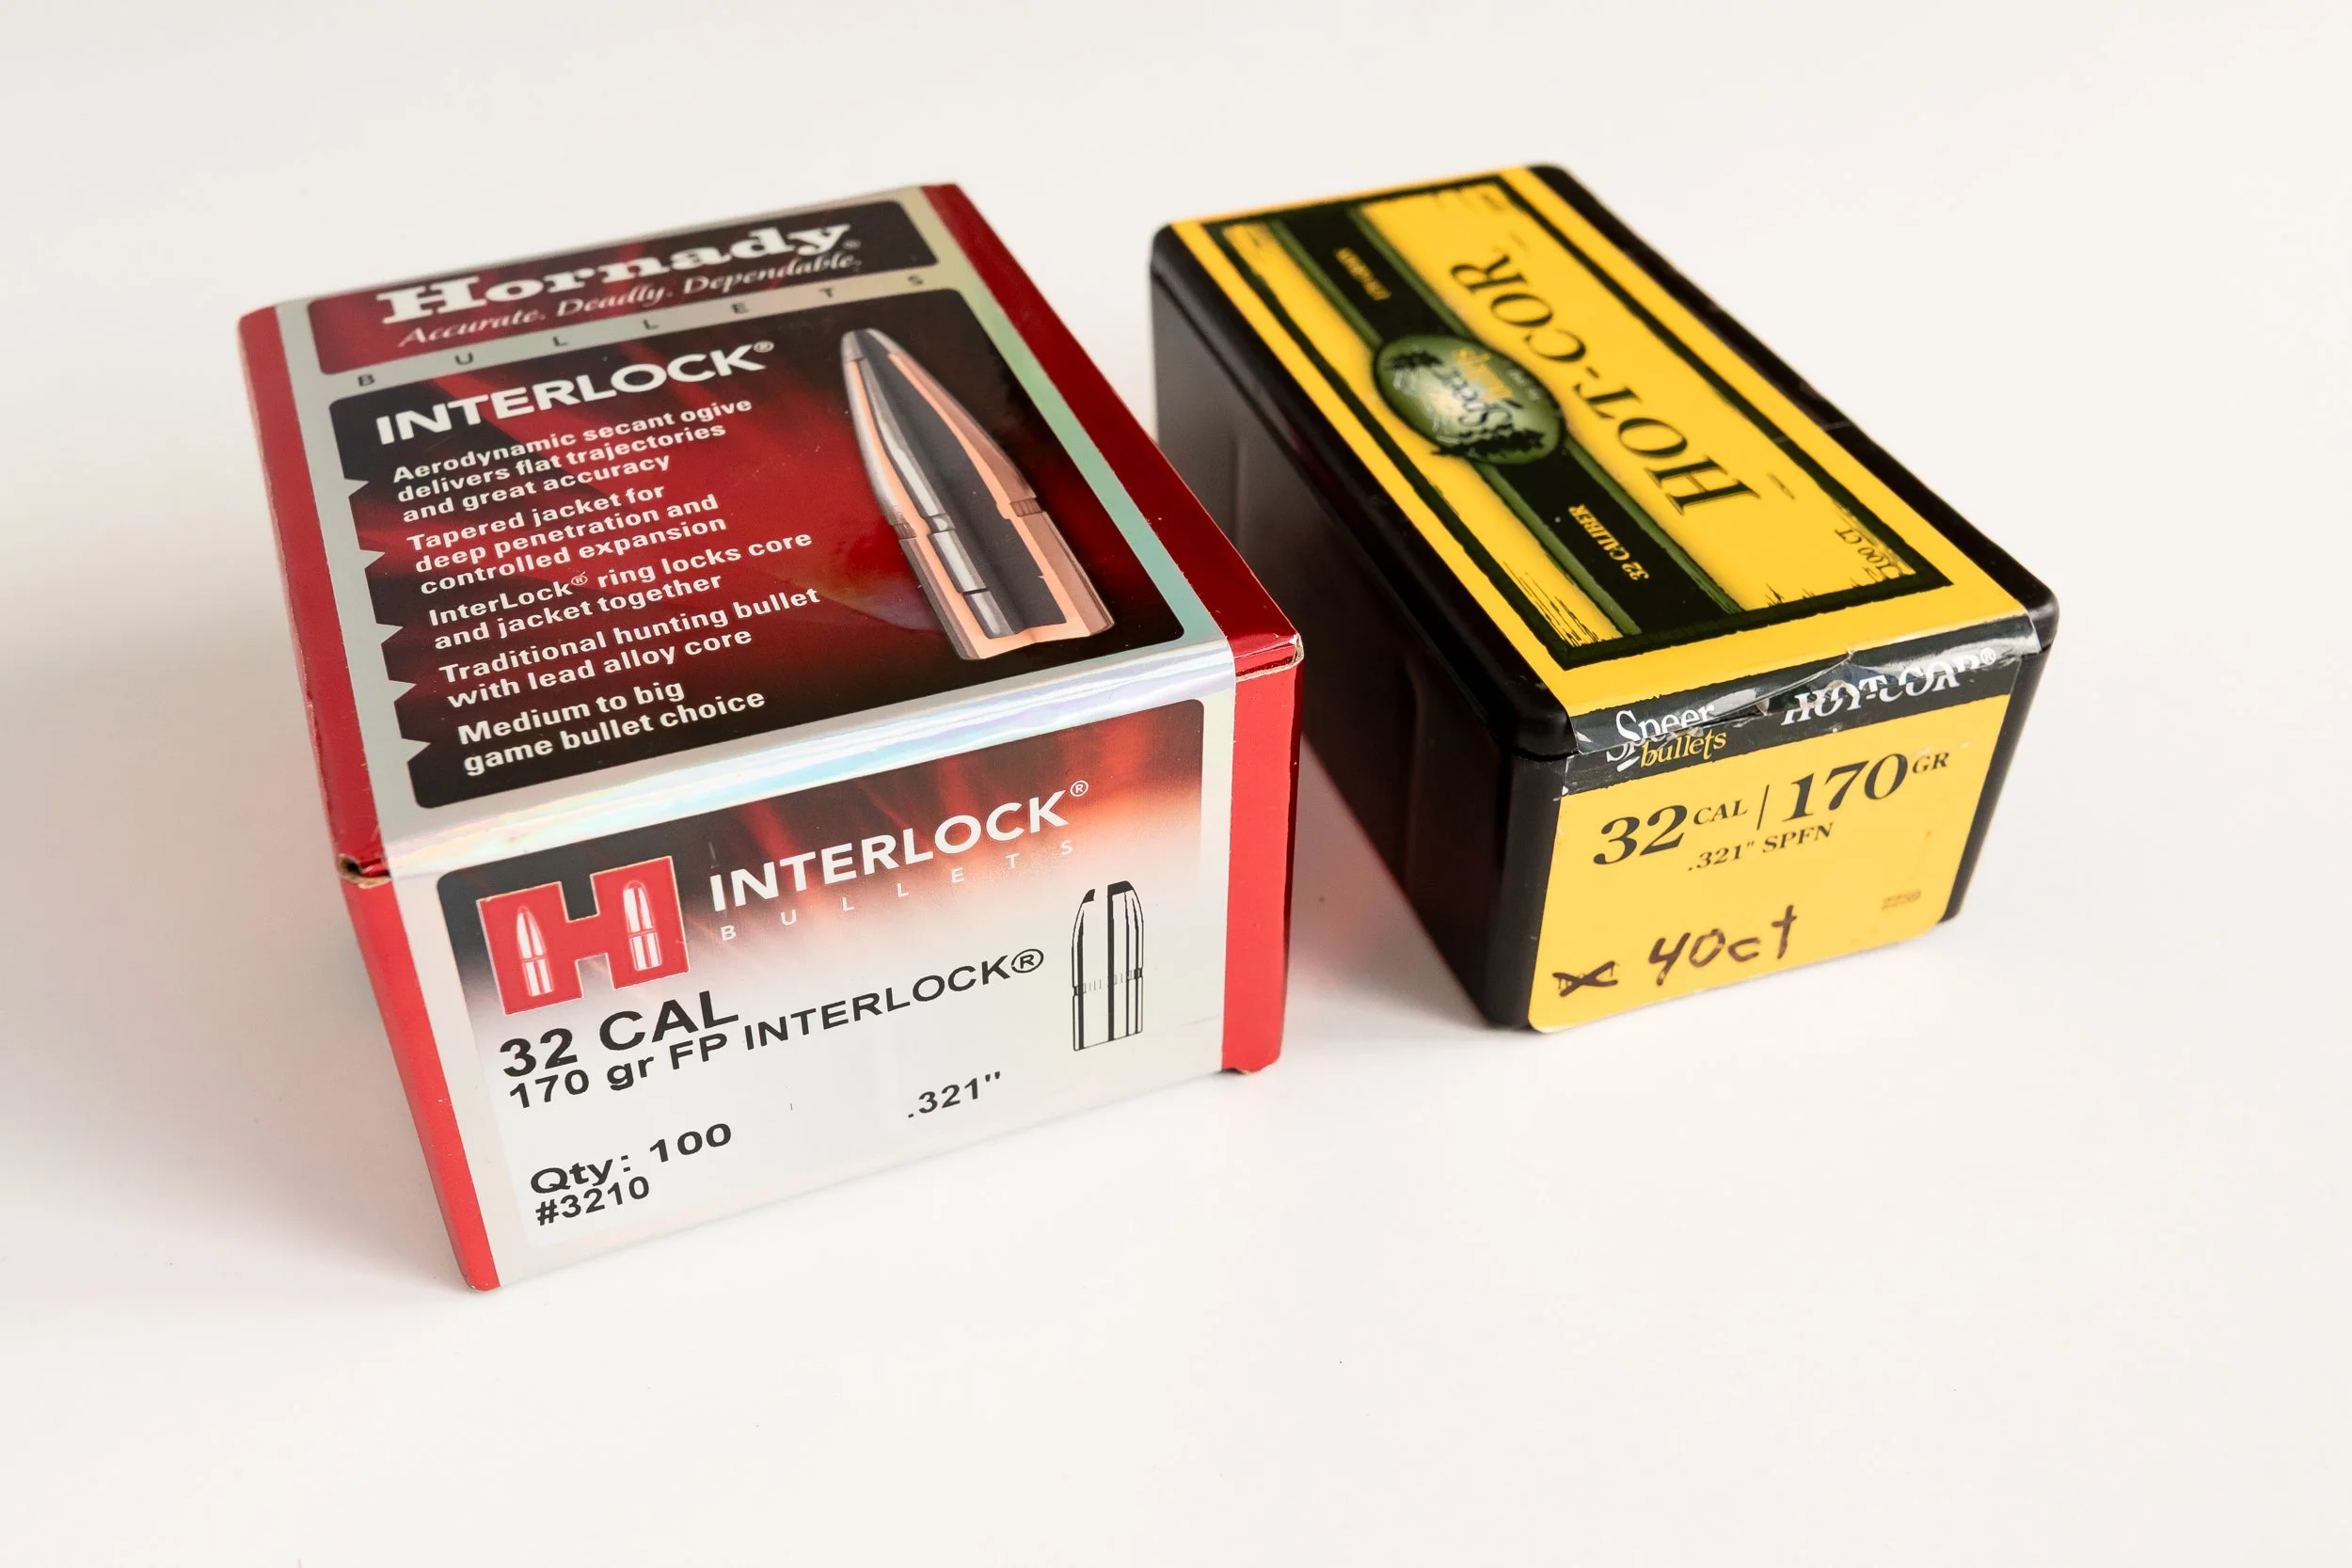 Hornady®
Accurate. Deadly. Dependable.
BULLETS
INTERLOCK®
Aerodynamic secant ogive
delivers flat trajectories
and great accuracy
Tapered jacket for
deep penetration and
controlled expansion
InterLock® ring locks core
and jacket together
Traditional hunting bullet
with lead alloy core
Medium to big
game bullet choice
H INTERLOCK®
BULLETS
32 CAL
170 gr FP INTERLOCK®
.321"
Qty: 100
#3210
HOT-COR
Speer
32 CALIBER
100 CT
Speer
bullets
HOT-COR®
32 CAL | 170 GR
.321" SPFN
40ct